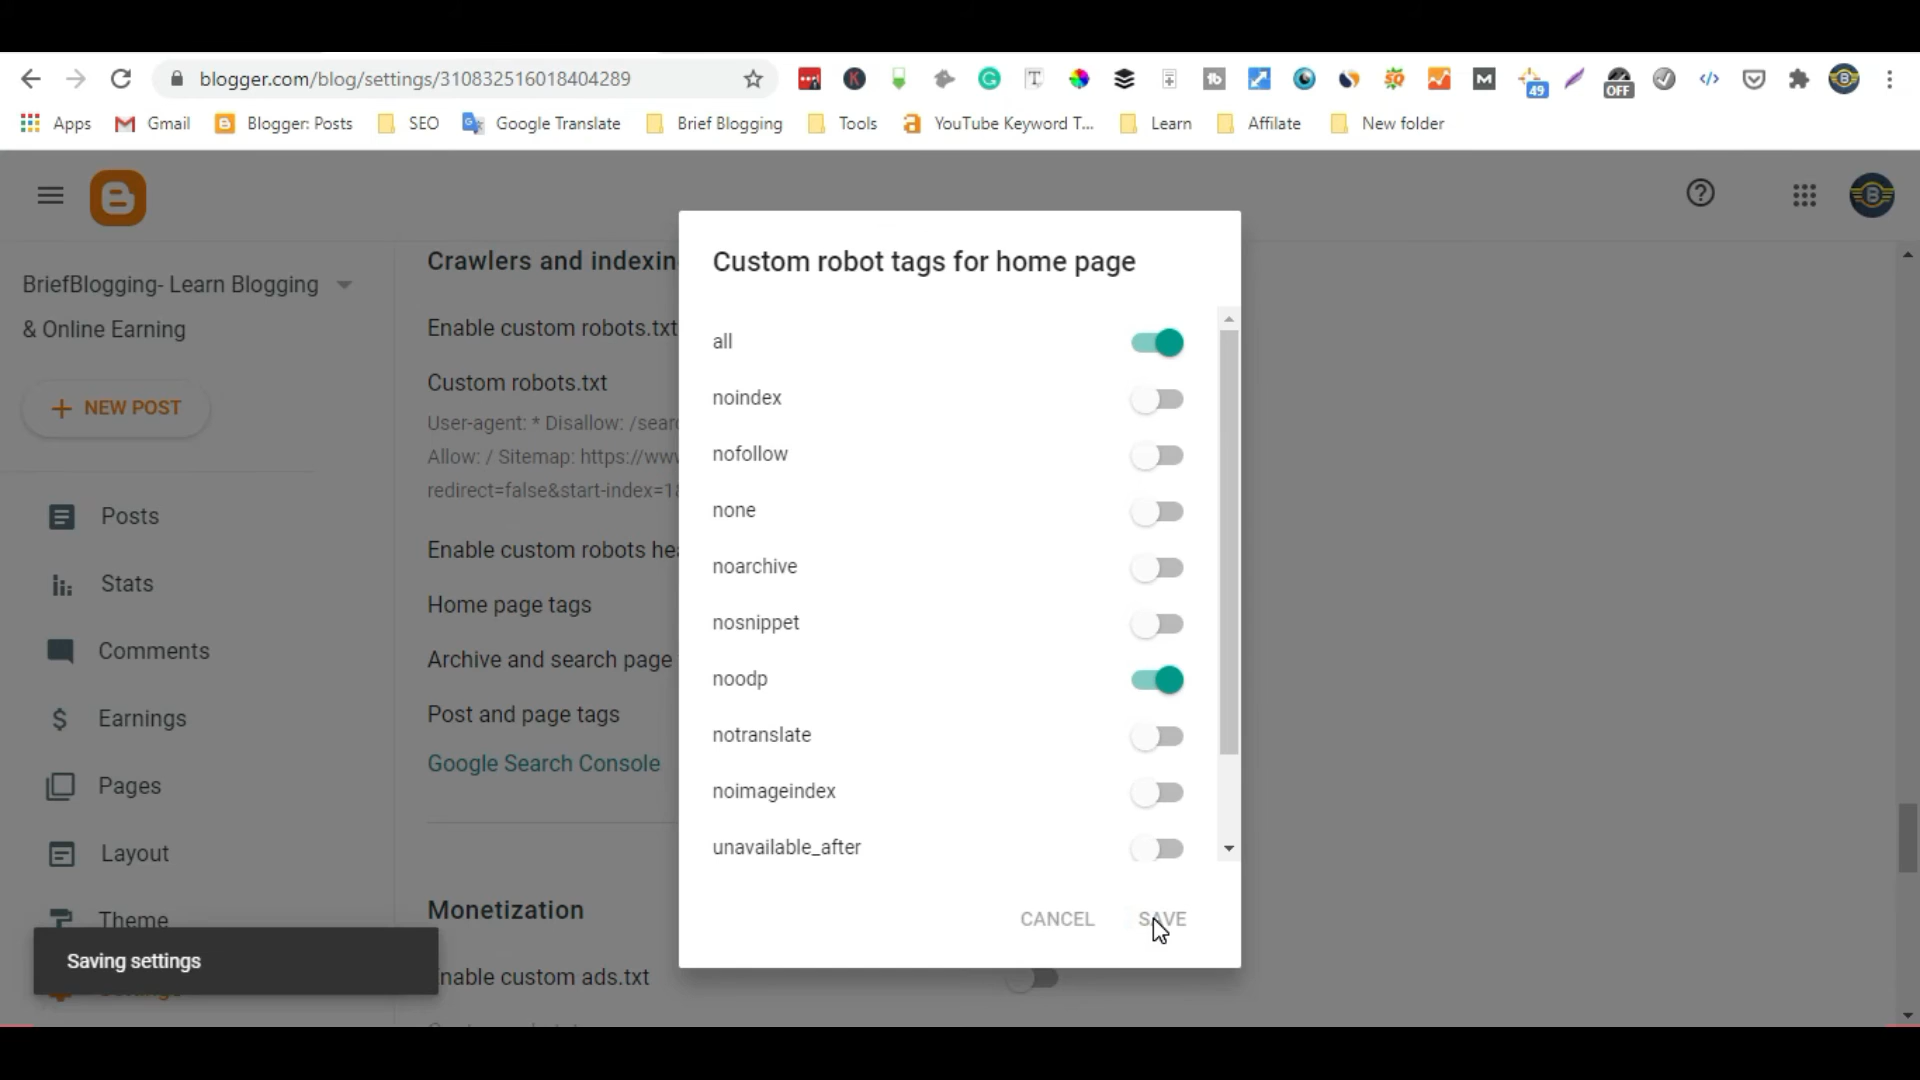 blogger.com/blog/settings/310832516018404289
49
OFF
Apps Gmail Blogger: Posts SEO Google Translate Brief Blogging Tools YouTube Keyword T... Learn Affilate New folder
BriefBlogging- Learn Blogging
& Online Earning
NEW POST
Posts
Stats
Comments
Earnings
Pages
Layout
Theme
Saving settings
Crawlers and indexin
Enable custom robots.txt
Custom robots.txt
User-agent: * Disallow: /sear
Allow: / Sitemap: https://ww
redirect=false&start-index=1
Enable custom robots he
Home page tags
Archive and search page
Post and page tags
Google Search Console
Monetization
nable custom ads.txt
Custom robot tags for home page
all
noindex
nofollow
none
noarchive
nosnippet
noodp
notranslate
noimageindex
unavailable_after
CANCEL SAVE